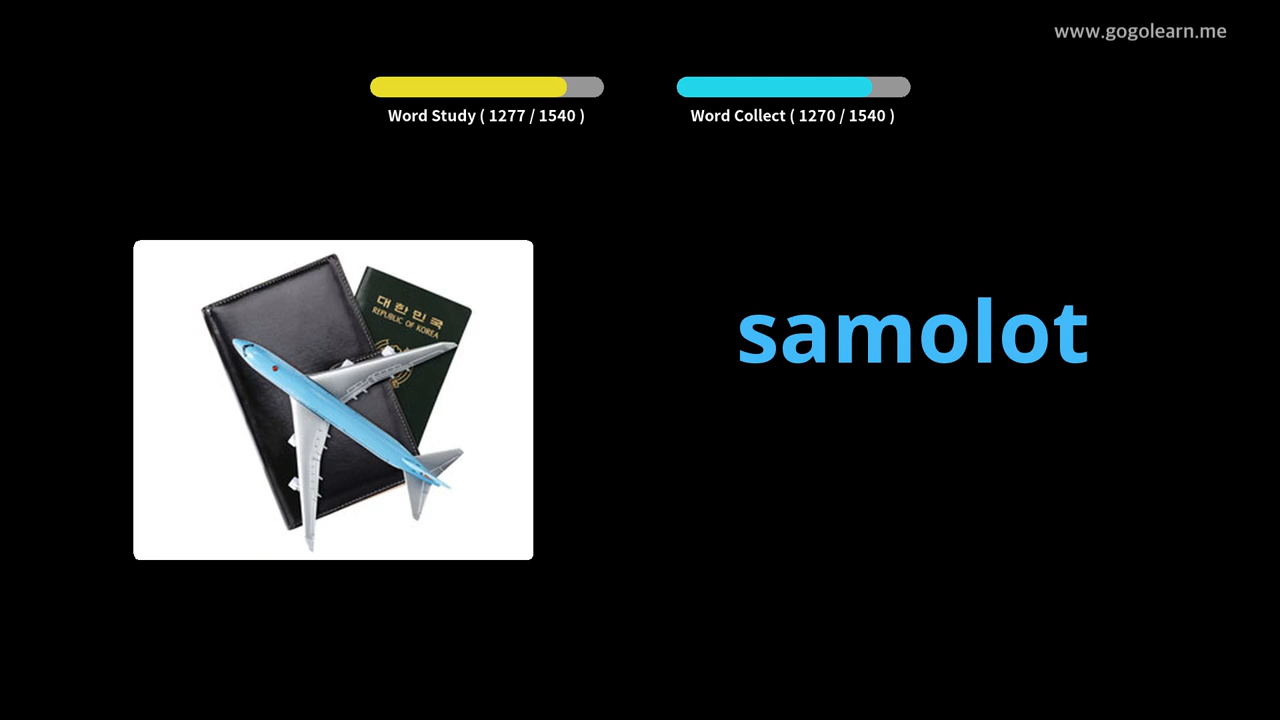 www.gogolearn.me
Word Study ( 1277 / 1540 )
Word Collect ( 1270 / 1540 )
대한민국
REPUBLIC OF KOREA
samolot